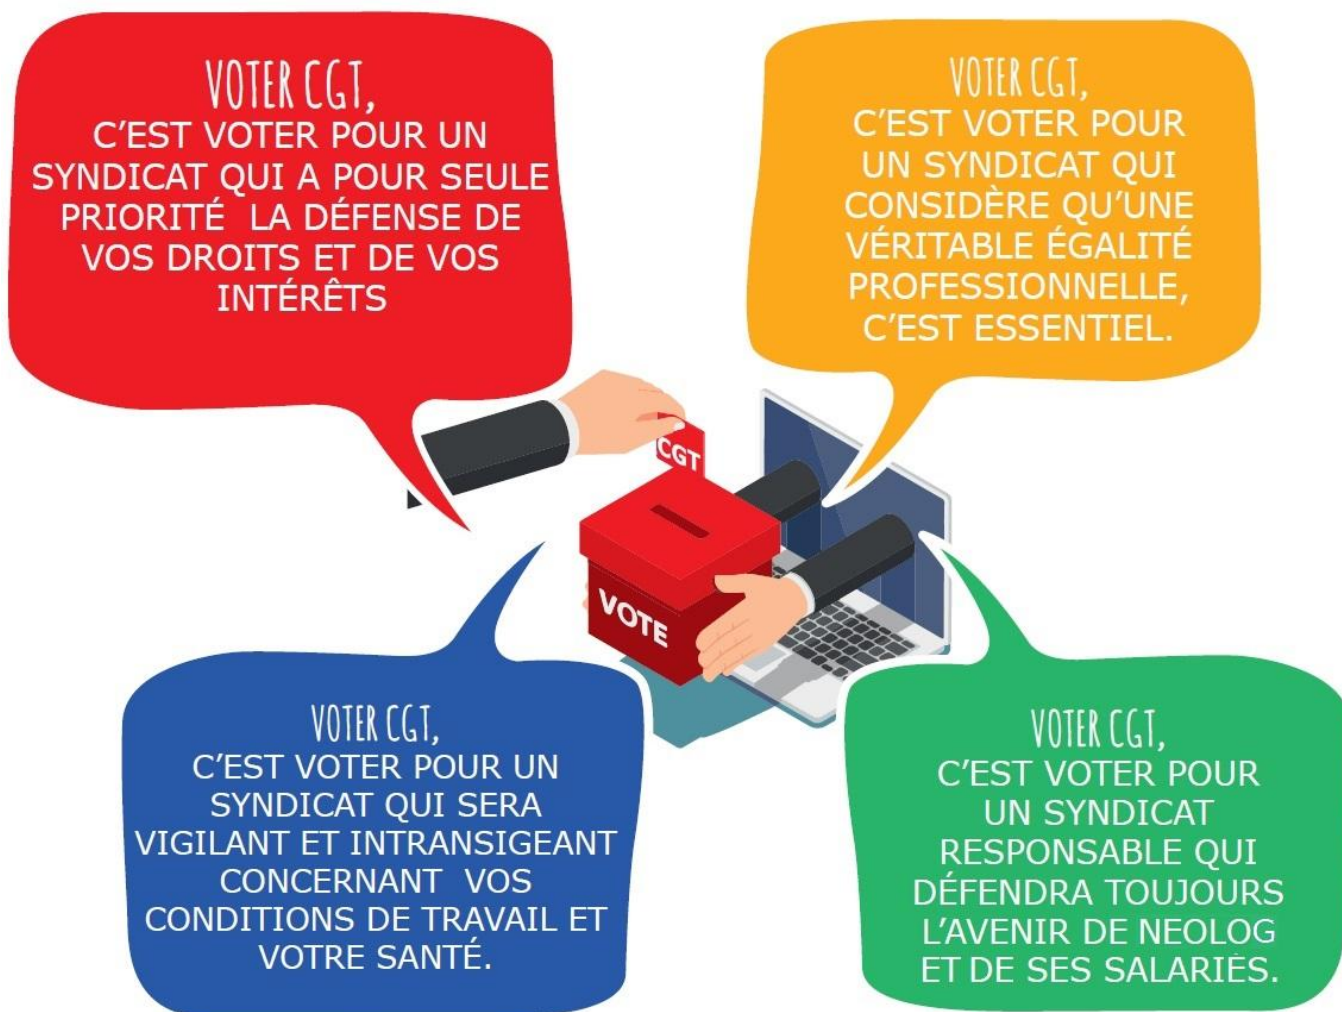 VOTER CGT,
C'EST VOTER POUR UN
SYNDICAT QUI A POUR SEULE
PRIORITÉ LA DÉFENSE DE
VOS DROITS ET DE VOS
INTÉRÊTS
VOTER CGT,
C'EST VOTER POUR
UN SYNDICAT QUI
CONSIDÈRE QU'UNE
VÉRITABLE ÉGALITÉ
PROFESSIONNELLE,
C'EST ESSENTIEL.
CGT
VOTE
VOTER CGT,
C'EST VOTER POUR UN
SYNDICAT QUI SERA
VIGILANT ET INTRANSIGEANT
CONCERNANT VOS
CONDITIONS DE TRAVAIL ET
VOTRE SANTÉ.
VOTER CGT,
C'EST VOTER POUR
UN SYNDICAT
RESPONSABLE QUI
DÉFENDRA TOUJOURS
L'AVENIR DE NEOLOG
ET DE SES SALARIÉS.